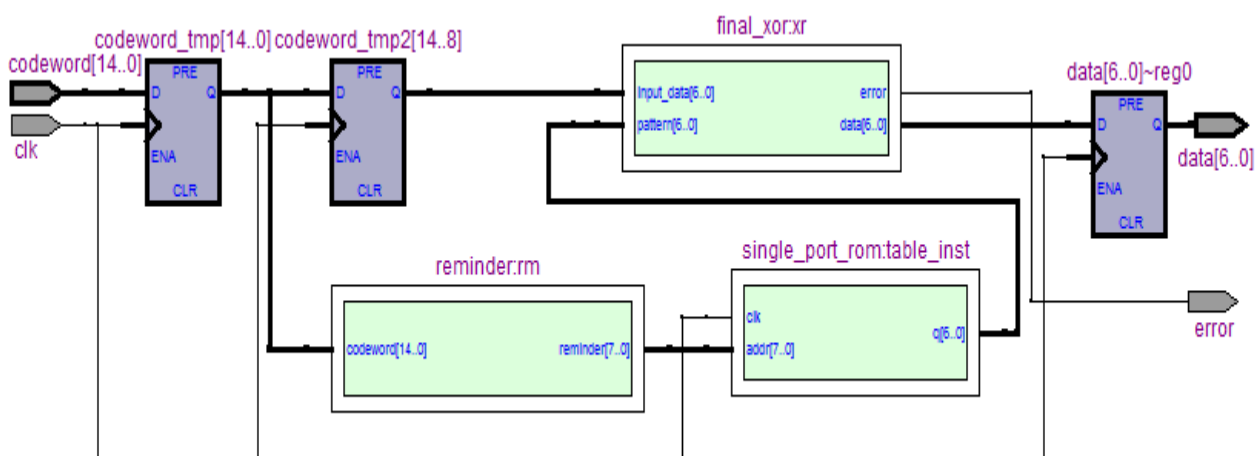 final_xor:xr
codeword_tmp[14..0] codeword_tmp2[14..8]
codeword[14..0]
clk
PRE
D Q
ENA
CLR
PRE
D Q
ENA
CLR
input_data[6..0] error
pattern[6..0] data[6..0]
data[6..0]~reg0
PRE
D Q
ENA
CLR
data[6..0]
reminder:rm
codeword[14..0] reminder[7..0]
single_port_rom:table_inst
clk
addr[7..0]
q[6..0]
error